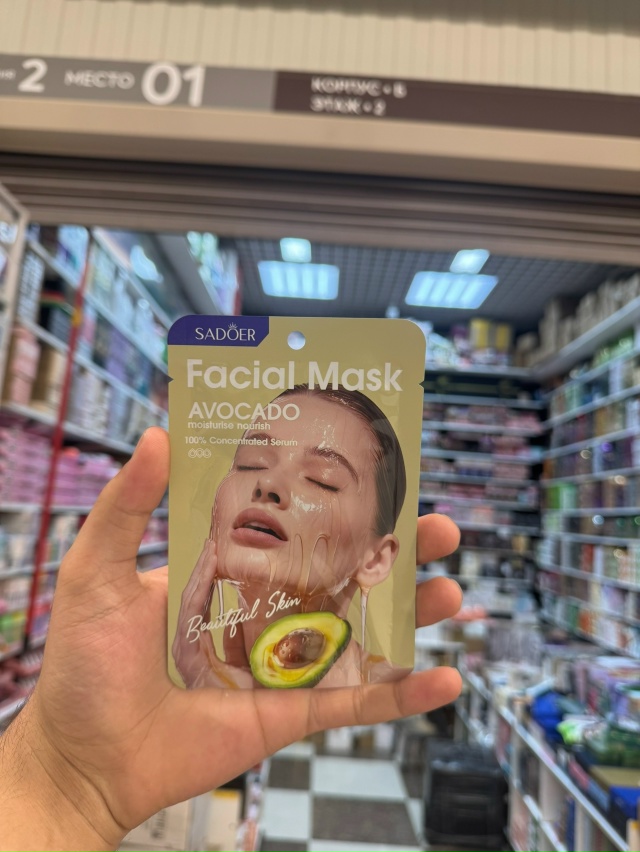 2 МЕСТО 01
КОРПУС • Б
ЭТАЖ • 2
SADOER
Facial Mask
AVOCADO
moisturise nourish
100% Concentrated Serum
Beautiful Skin